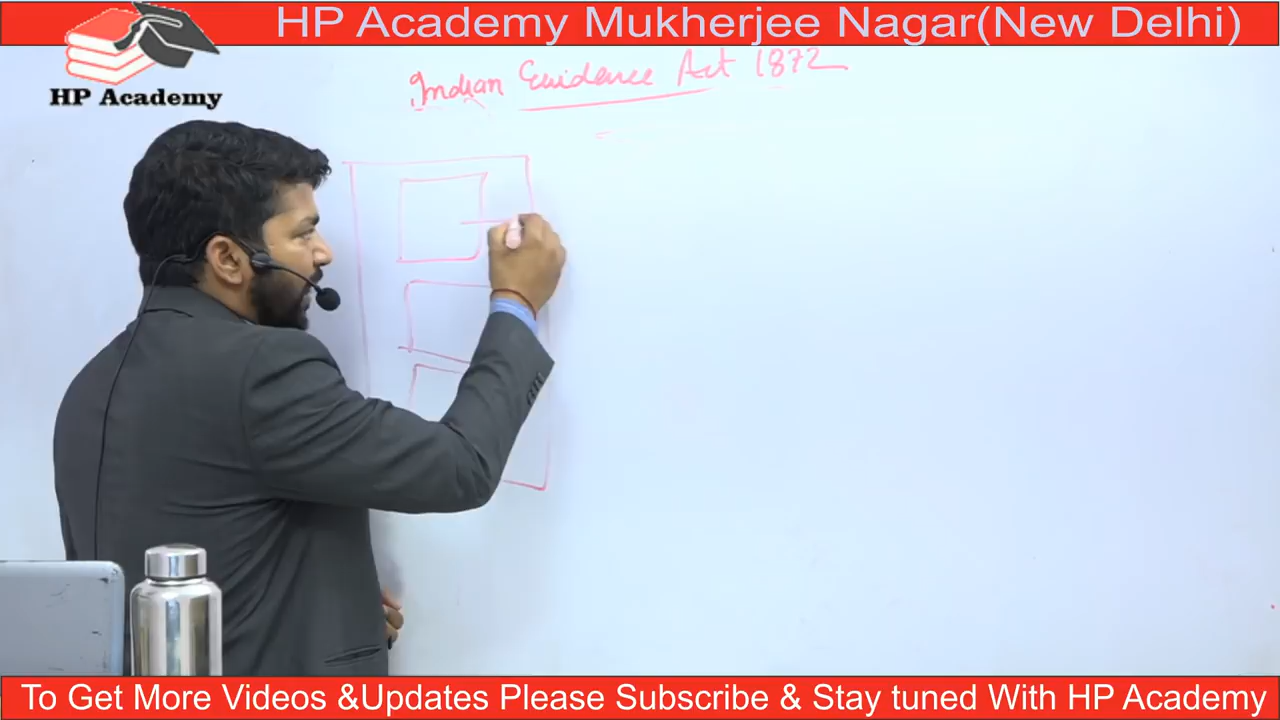 HP Academy Mukherjee Nagar(New Delhi)
HP Academy
Indian Evidence Act 1872
To Get More Videos &Updates Please Subscribe & Stay tuned With HP Academy